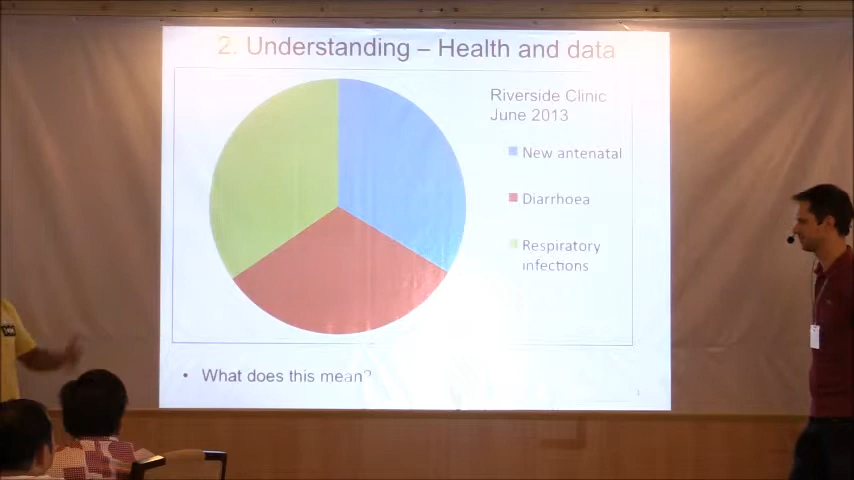 2. Understanding – Health and data
Riverside Clinic
June 2013
New antenatal
Diarrhoea
Respiratory
infections
• What does this mean?